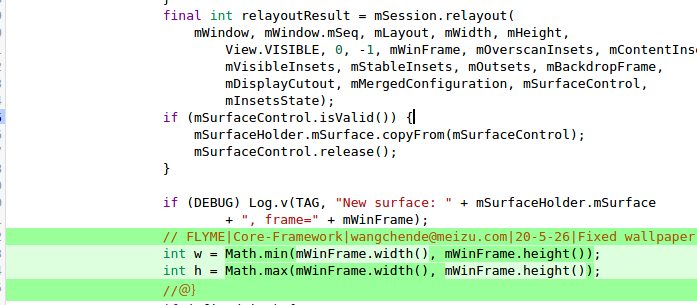 final int relayoutResult = mSession.relayout(
mWindow, mWindow.mSeq, mLayout, mWidth, mHeight,
View.VISIBLE, 0, -1, mWinFrame, mOverscanInsets, mContentInse
mVisibleInsets, mStableInsets, mOutsets, mBackdropFrame,
mDisplayCutout, mMergedConfiguration, mSurfaceControl,
mInsetsState);
if (mSurfaceControl.isValid()) {
mSurfaceHolder.mSurface.copyFrom(mSurfaceControl);
mSurfaceControl.release();
}
if (DEBUG) Log.v(TAG, "New surface: " + mSurfaceHolder.mSurface
+ ", frame=" + mWinFrame);
// FLYME|Core-Framework|wangchende@meizu.com|20-5-26|Fixed wallpaper
int w = Math.min(mWinFrame.width(), mWinFrame.height());
int h = Math.max(mWinFrame.width(), mWinFrame.height());
//@}